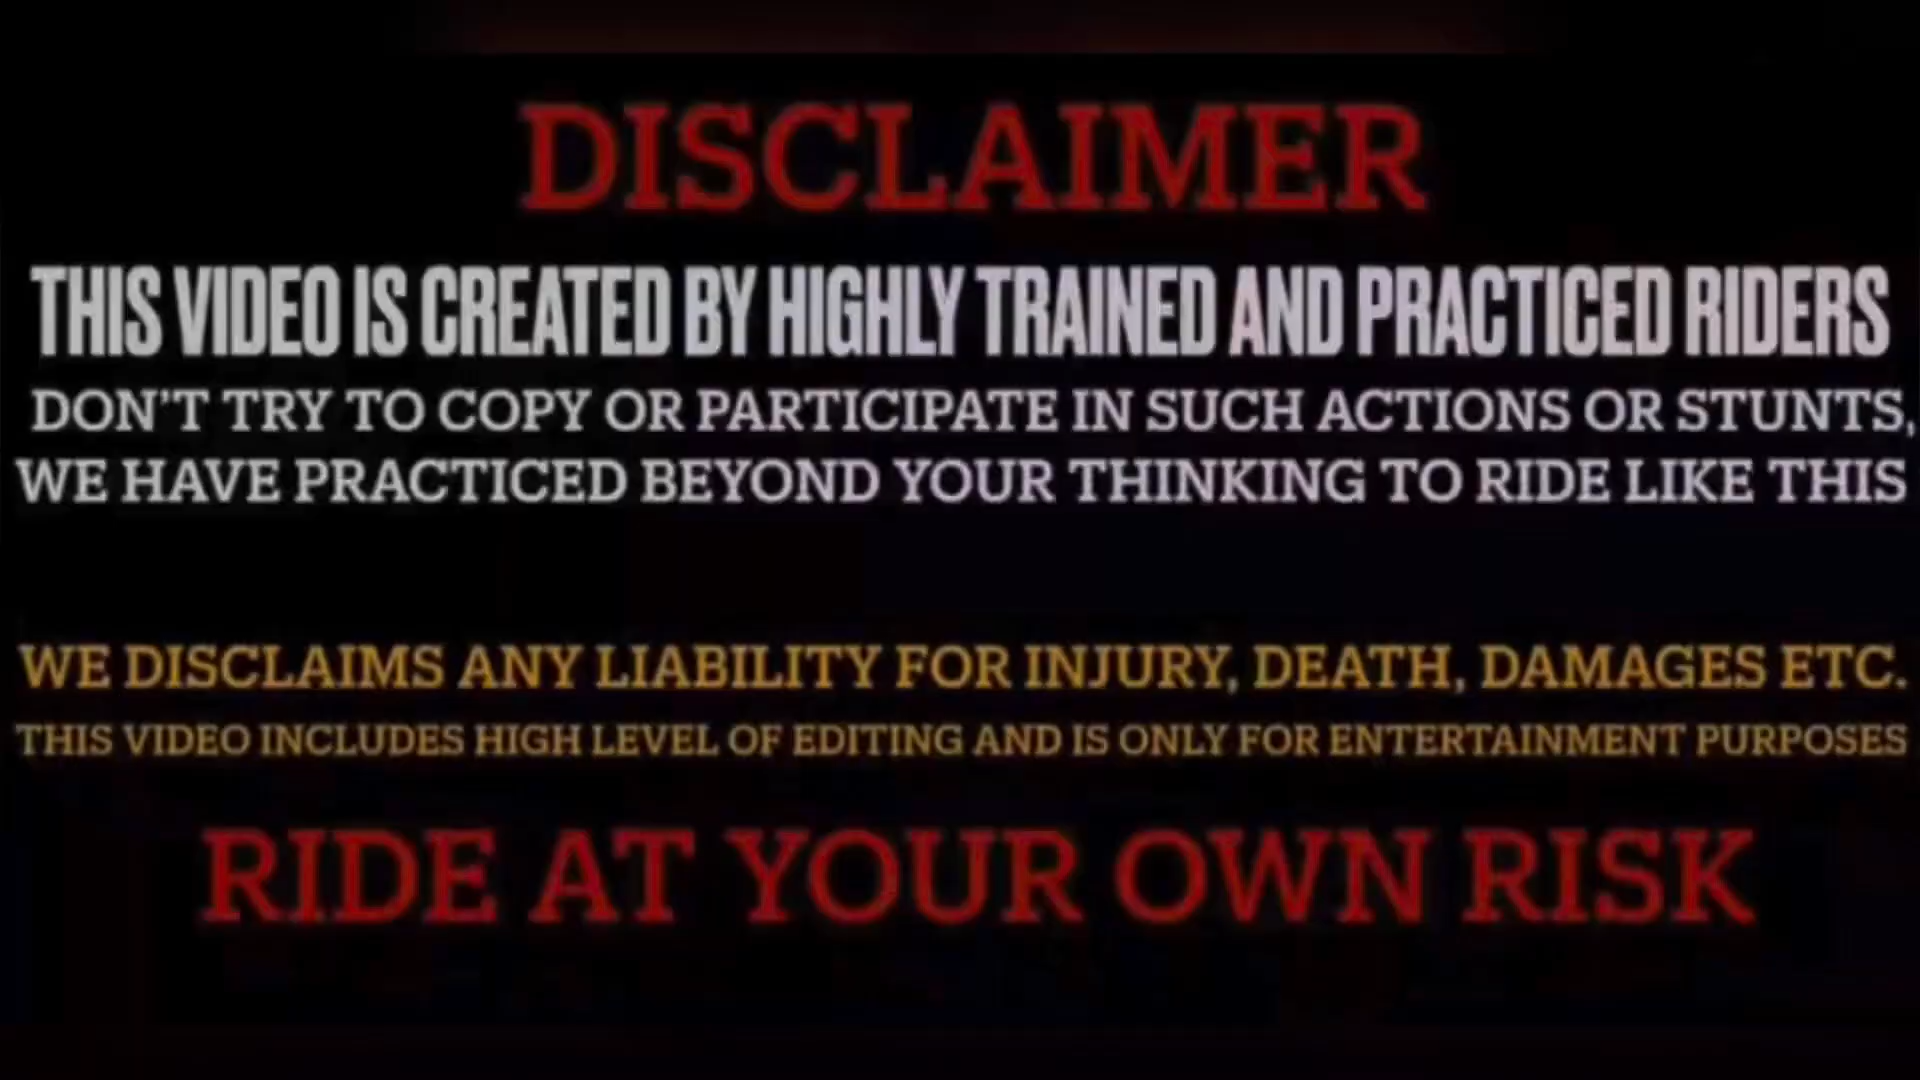 DISCLAIMER
THIS VIDEO IS CREATED BY HIGHLY TRAINED AND PRACTICED RIDERS
DON'T TRY TO COPY OR PARTICIPATE IN SUCH ACTIONS OR STUNTS,
WE HAVE PRACTICED BEYOND YOUR THINKING TO RIDE LIKE THIS
WE DISCLAIMS ANY LIABILITY FOR INJURY, DEATH, DAMAGES ETC.
THIS VIDEO INCLUDES HIGH LEVEL OF EDITING AND IS ONLY FOR ENTERTAINMENT PURPOSES
RIDE AT YOUR OWN RISK